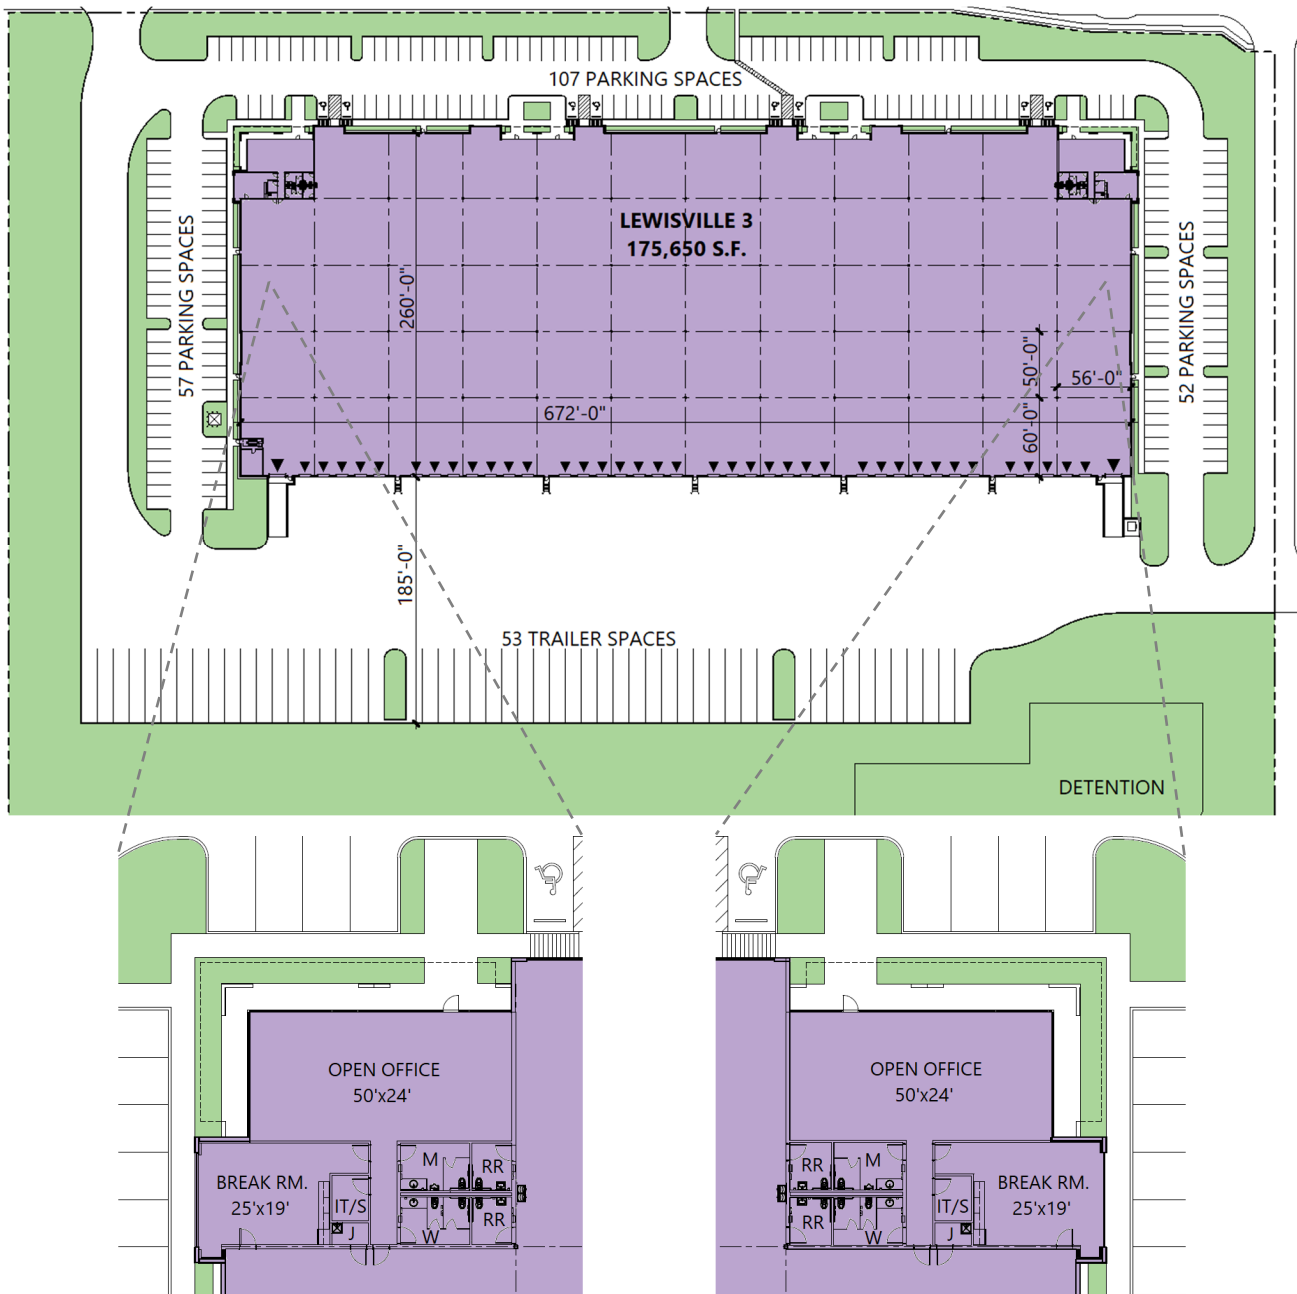 107 PARKING SPACES
LEWISVILLE 3
175,650 S.F.
57 PARKING SPACES
52 PARKING SPACES
260'-0"
50'-0"
56'-0"
672'-0"
60'-0"
185'-0"
53 TRAILER SPACES
DETENTION
OPEN OFFICE
50'x24'
M
RR
BREAK RM.
25'x19'
IT/S
J
W
RR
OPEN OFFICE
50'x24'
RR
M
BREAK RM.
25'x19'
IT/S
J
RR
W